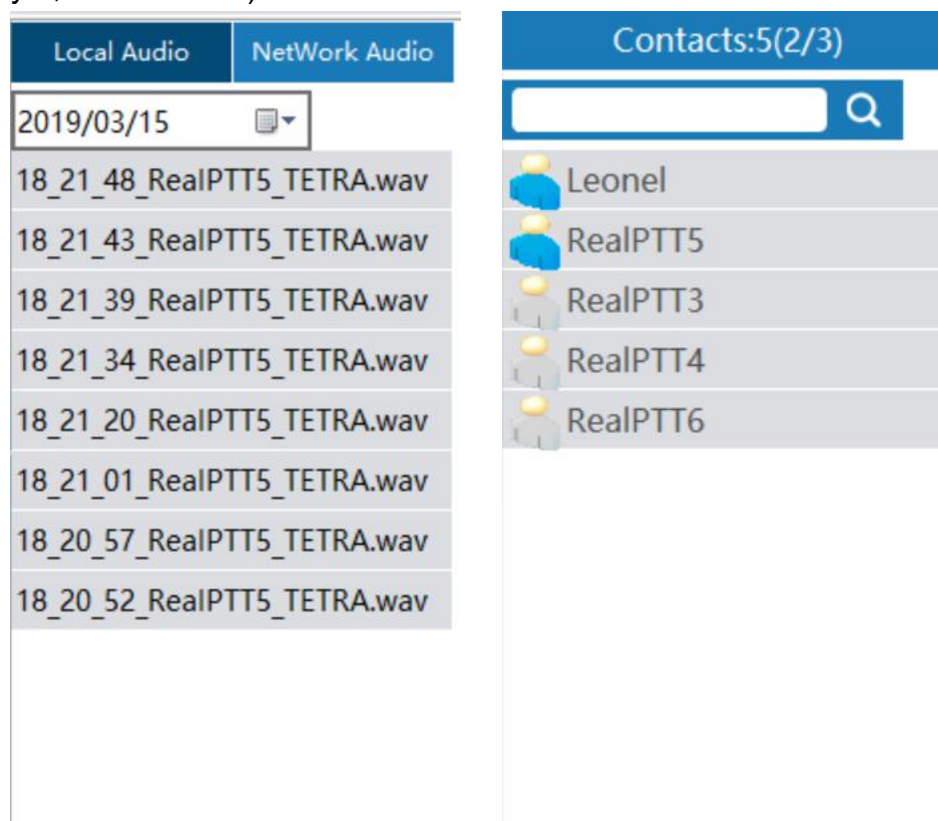 Local Audio
NetWork Audio
2019/03/15
18_21_48_RealPTT5_TETRA.wav
18_21_43_RealPTT5_TETRA.wav
18_21_39_RealPTT5_TETRA.wav
18_21_34_RealPTT5_TETRA.wav
18_21_20_RealPTT5_TETRA.wav
18_21_01_RealPTT5_TETRA.wav
18_20_57_RealPTT5_TETRA.wav
18_20_52_RealPTT5_TETRA.wav
Contacts:5(2/3)
Leonel
RealPTT5
RealPTT3
RealPTT4
RealPTT6